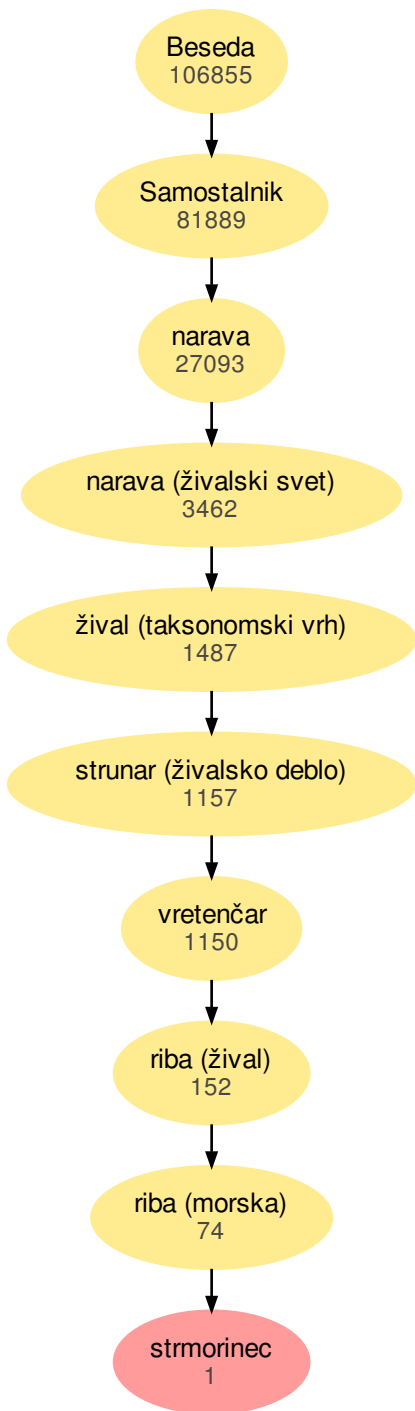 Beseda
106855
Samostalnik
81889
narava
27093
narava (živalski svet)
3462
žival (taksonomski vrh)
1487
strunar (živalsko deblo)
1157
vretenčar
1150
riba (žival)
152
riba (morska)
74
strmorinec
1